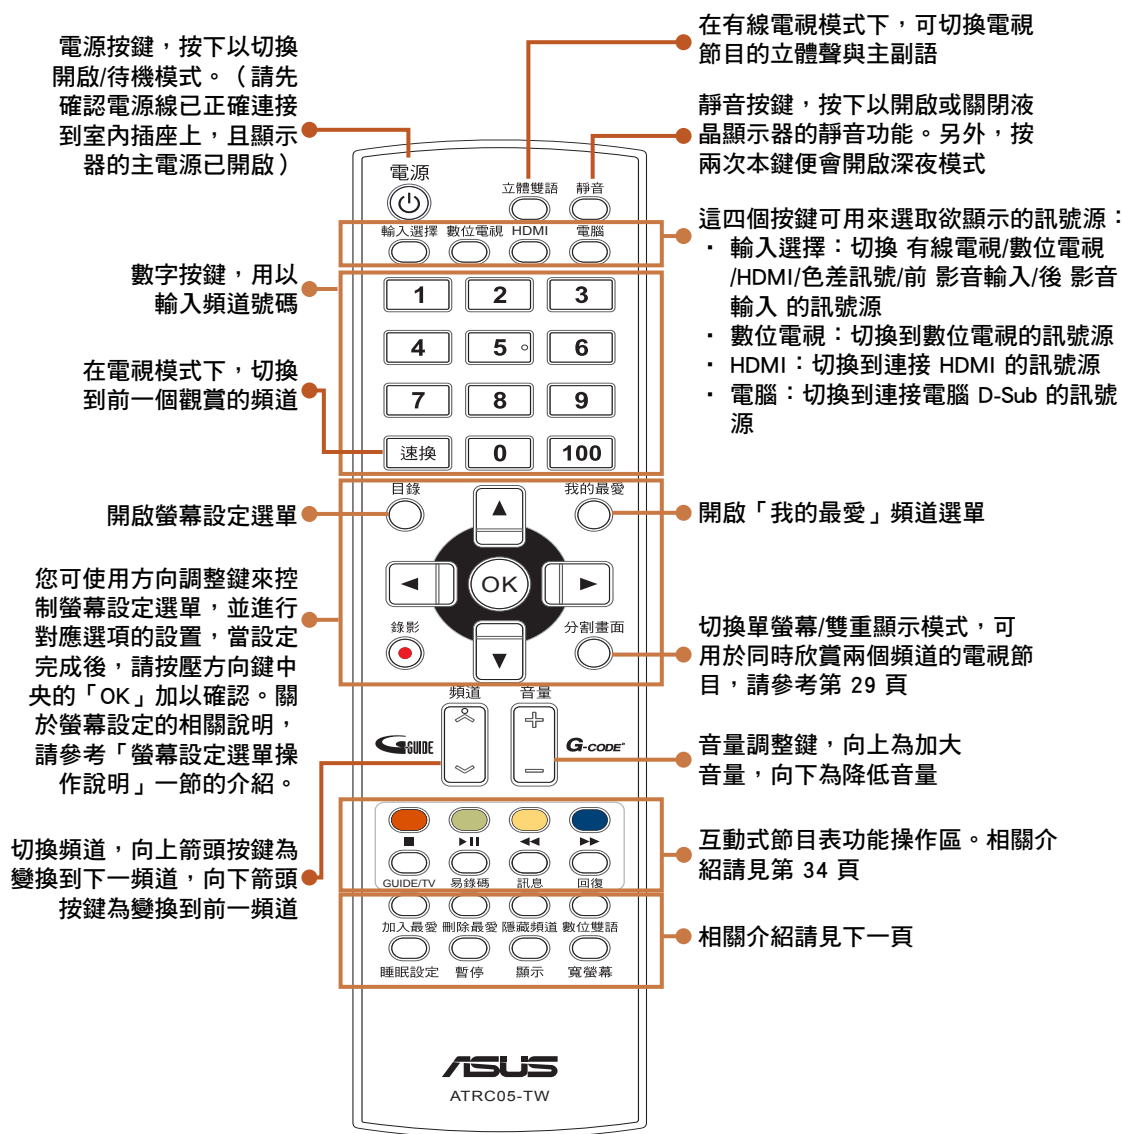 電源按鍵，按下以切換
開啟/待機模式。（請先
確認電源線已正確連接
到室內插座上，且顯示
器的主電源已開啟）
在有線電視模式下，可切換電視
節目的立體聲與主副語
靜音按鍵，按下以開啟或關閉液
晶顯示器的靜音功能。另外，按
兩次本鍵便會開啟深夜模式
電源
立體雙語 靜音
輸入選擇 數位電視 HDMI 電腦
這四個按鍵可用來選取欲顯示的訊號源：
· 輸入選擇：切換 有線電視/數位電視
/HDMI/色差訊號/前 影音輸入/後 影音
輸入 的訊號源
· 數位電視：切換到數位電視的訊號源
· HDMI：切換到連接 HDMI 的訊號源
· 電腦：切換到連接電腦 D-Sub 的訊號
源
數字按鍵，用以
輸入頻道號碼
1 2 3
4 5 6
7 8 9
速換 0 100
在電視模式下，切換
到前一個觀賞的頻道
目錄 我的最愛
開啟螢幕設定選單
開啟「我的最愛」頻道選單
OK
錄影 分割畫面
您可使用方向調整鍵來控
制螢幕設定選單，並進行
對應選項的設置，當設定
完成後，請按壓方向鍵中
央的「OK」加以確認。關
於螢幕設定的相關說明，
請參考「螢幕設定選單操
作說明」一節的介紹。
切換單螢幕/雙重顯示模式，可
用於同時欣賞兩個頻道的電視節
目，請參考第 29 頁
頻道 音量
G-GUIDE G-CODE
音量調整鍵，向上為加大
音量，向下為降低音量
切換頻道，向上箭頭按鍵為
變換到下一頻道，向下箭頭
按鍵為變換到前一頻道
GUIDE/TV 易錄碼 訊息 回復
互動式節目表功能操作區。相關介
紹請見第 34 頁
加入最愛 刪除最愛 隱藏頻道 數位雙語
睡眠設定 暫停 顯示 寬螢幕
相關介紹請見下一頁
ASUS
ATRC05-TW